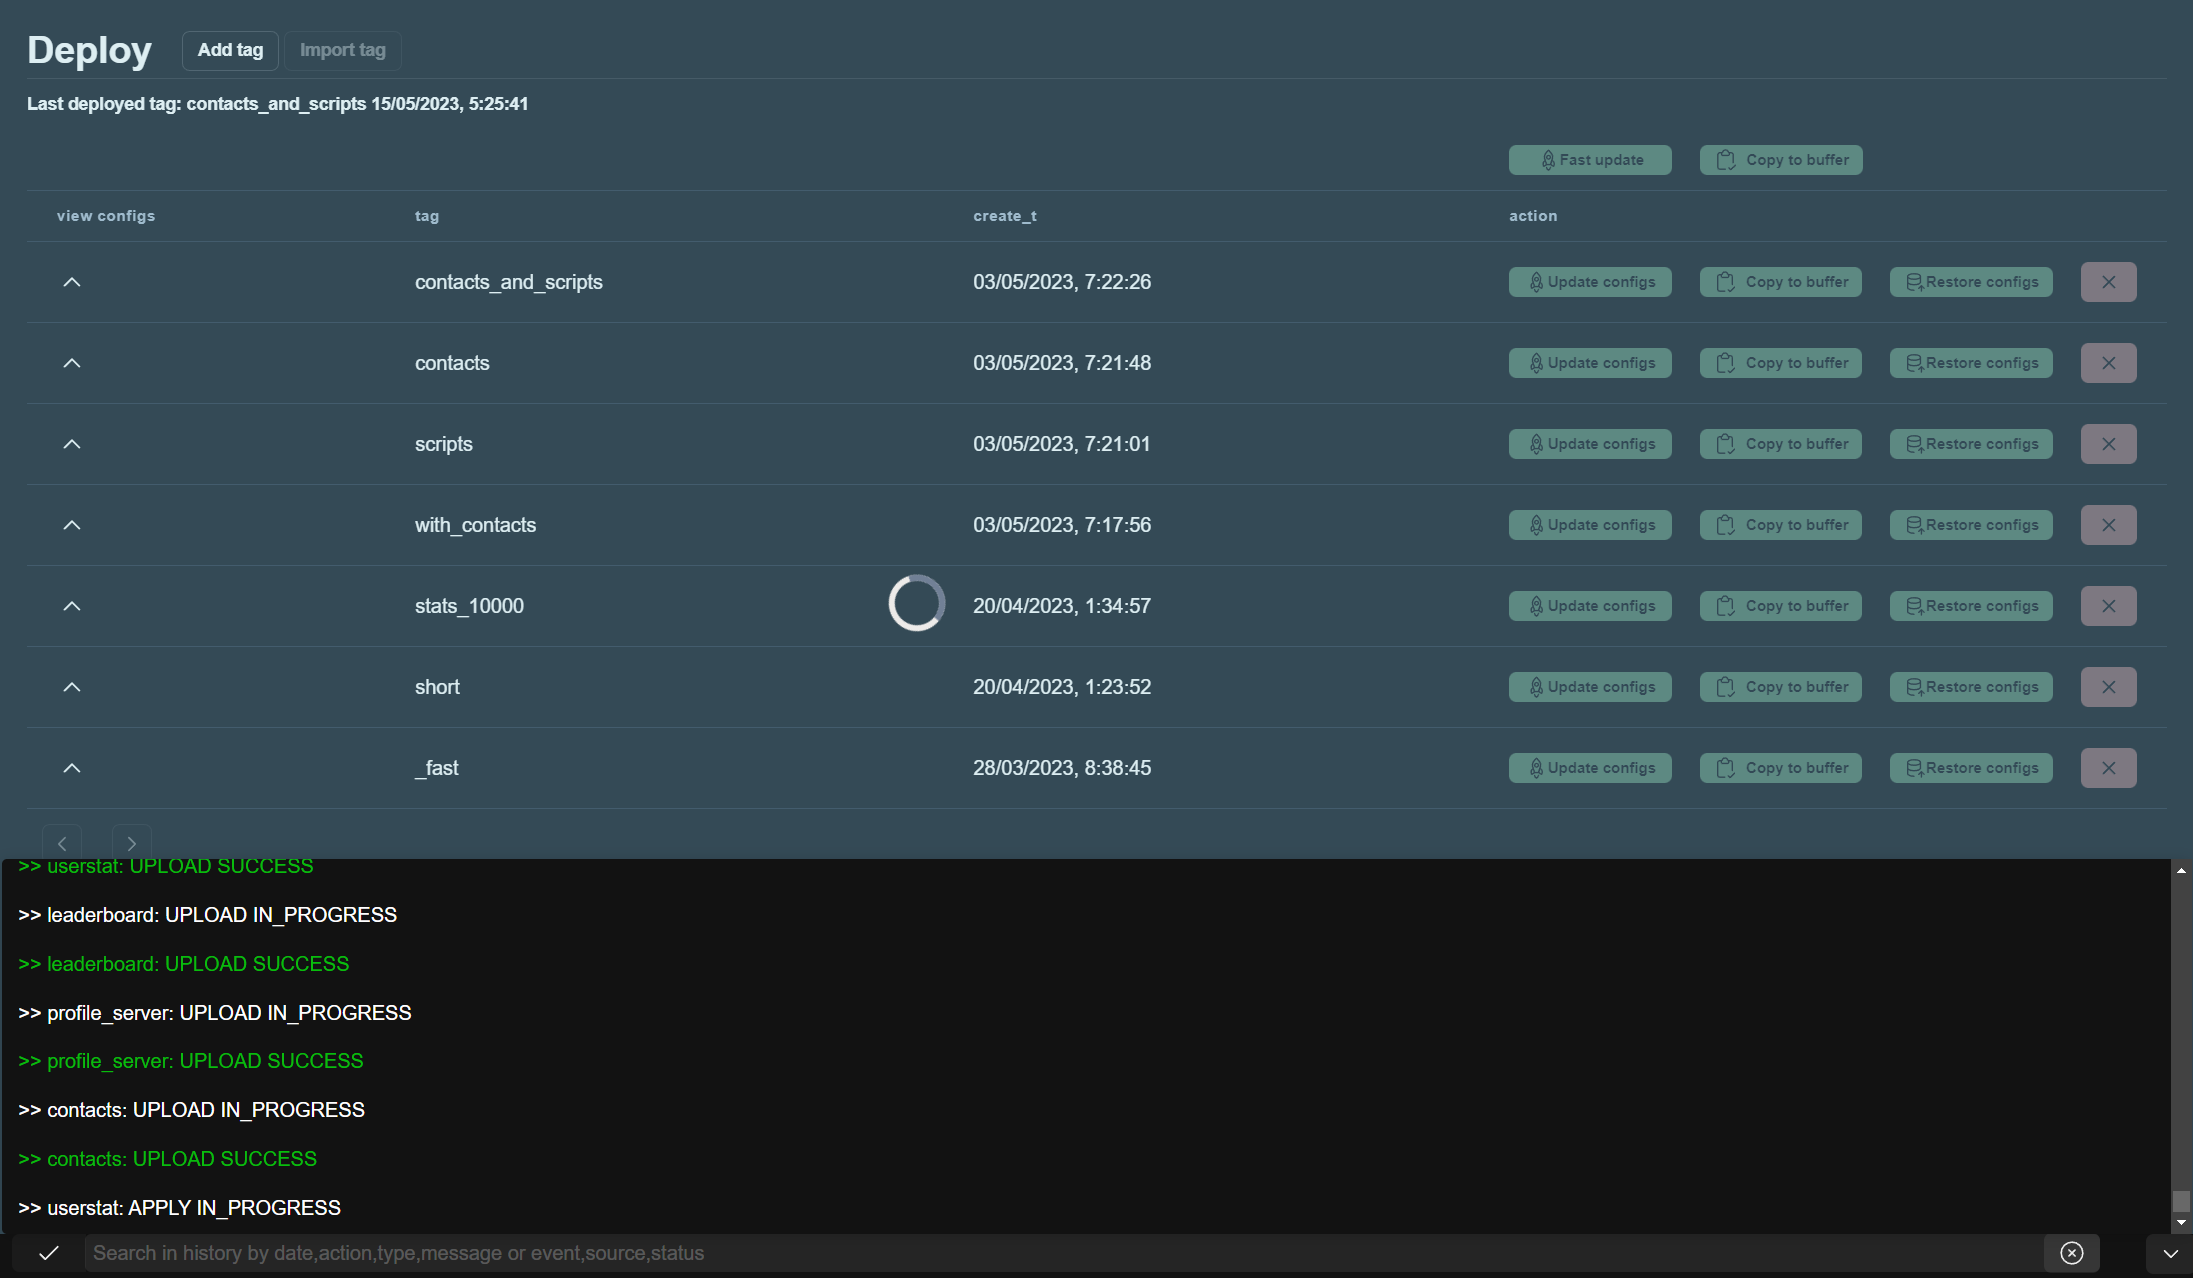 Deploy Add tag Import tag
Last deployed tag: contacts_and_scripts 15/05/2023, 5:25:41
Fast update Copy to buffer
view configs tag create_t action
contacts_and_scripts 03/05/2023, 7:22:26 Update configs Copy to buffer Restore configs
contacts 03/05/2023, 7:21:48 Update configs Copy to buffer Restore configs
scripts 03/05/2023, 7:21:01 Update configs Copy to buffer Restore configs
with_contacts 03/05/2023, 7:17:56 Update configs Copy to buffer Restore configs
stats_10000 20/04/2023, 1:34:57 Update configs Copy to buffer Restore configs
short 20/04/2023, 1:23:52 Update configs Copy to buffer Restore configs
_fast 28/03/2023, 8:38:45 Update configs Copy to buffer Restore configs
>> userstat: UPLOAD SUCCESS
>> leaderboard: UPLOAD IN_PROGRESS
>> leaderboard: UPLOAD SUCCESS
>> profile_server: UPLOAD IN_PROGRESS
>> profile_server: UPLOAD SUCCESS
>> contacts: UPLOAD IN_PROGRESS
>> contacts: UPLOAD SUCCESS
>> userstat: APPLY IN_PROGRESS
Search in history by date,action,type,message or event,source,status